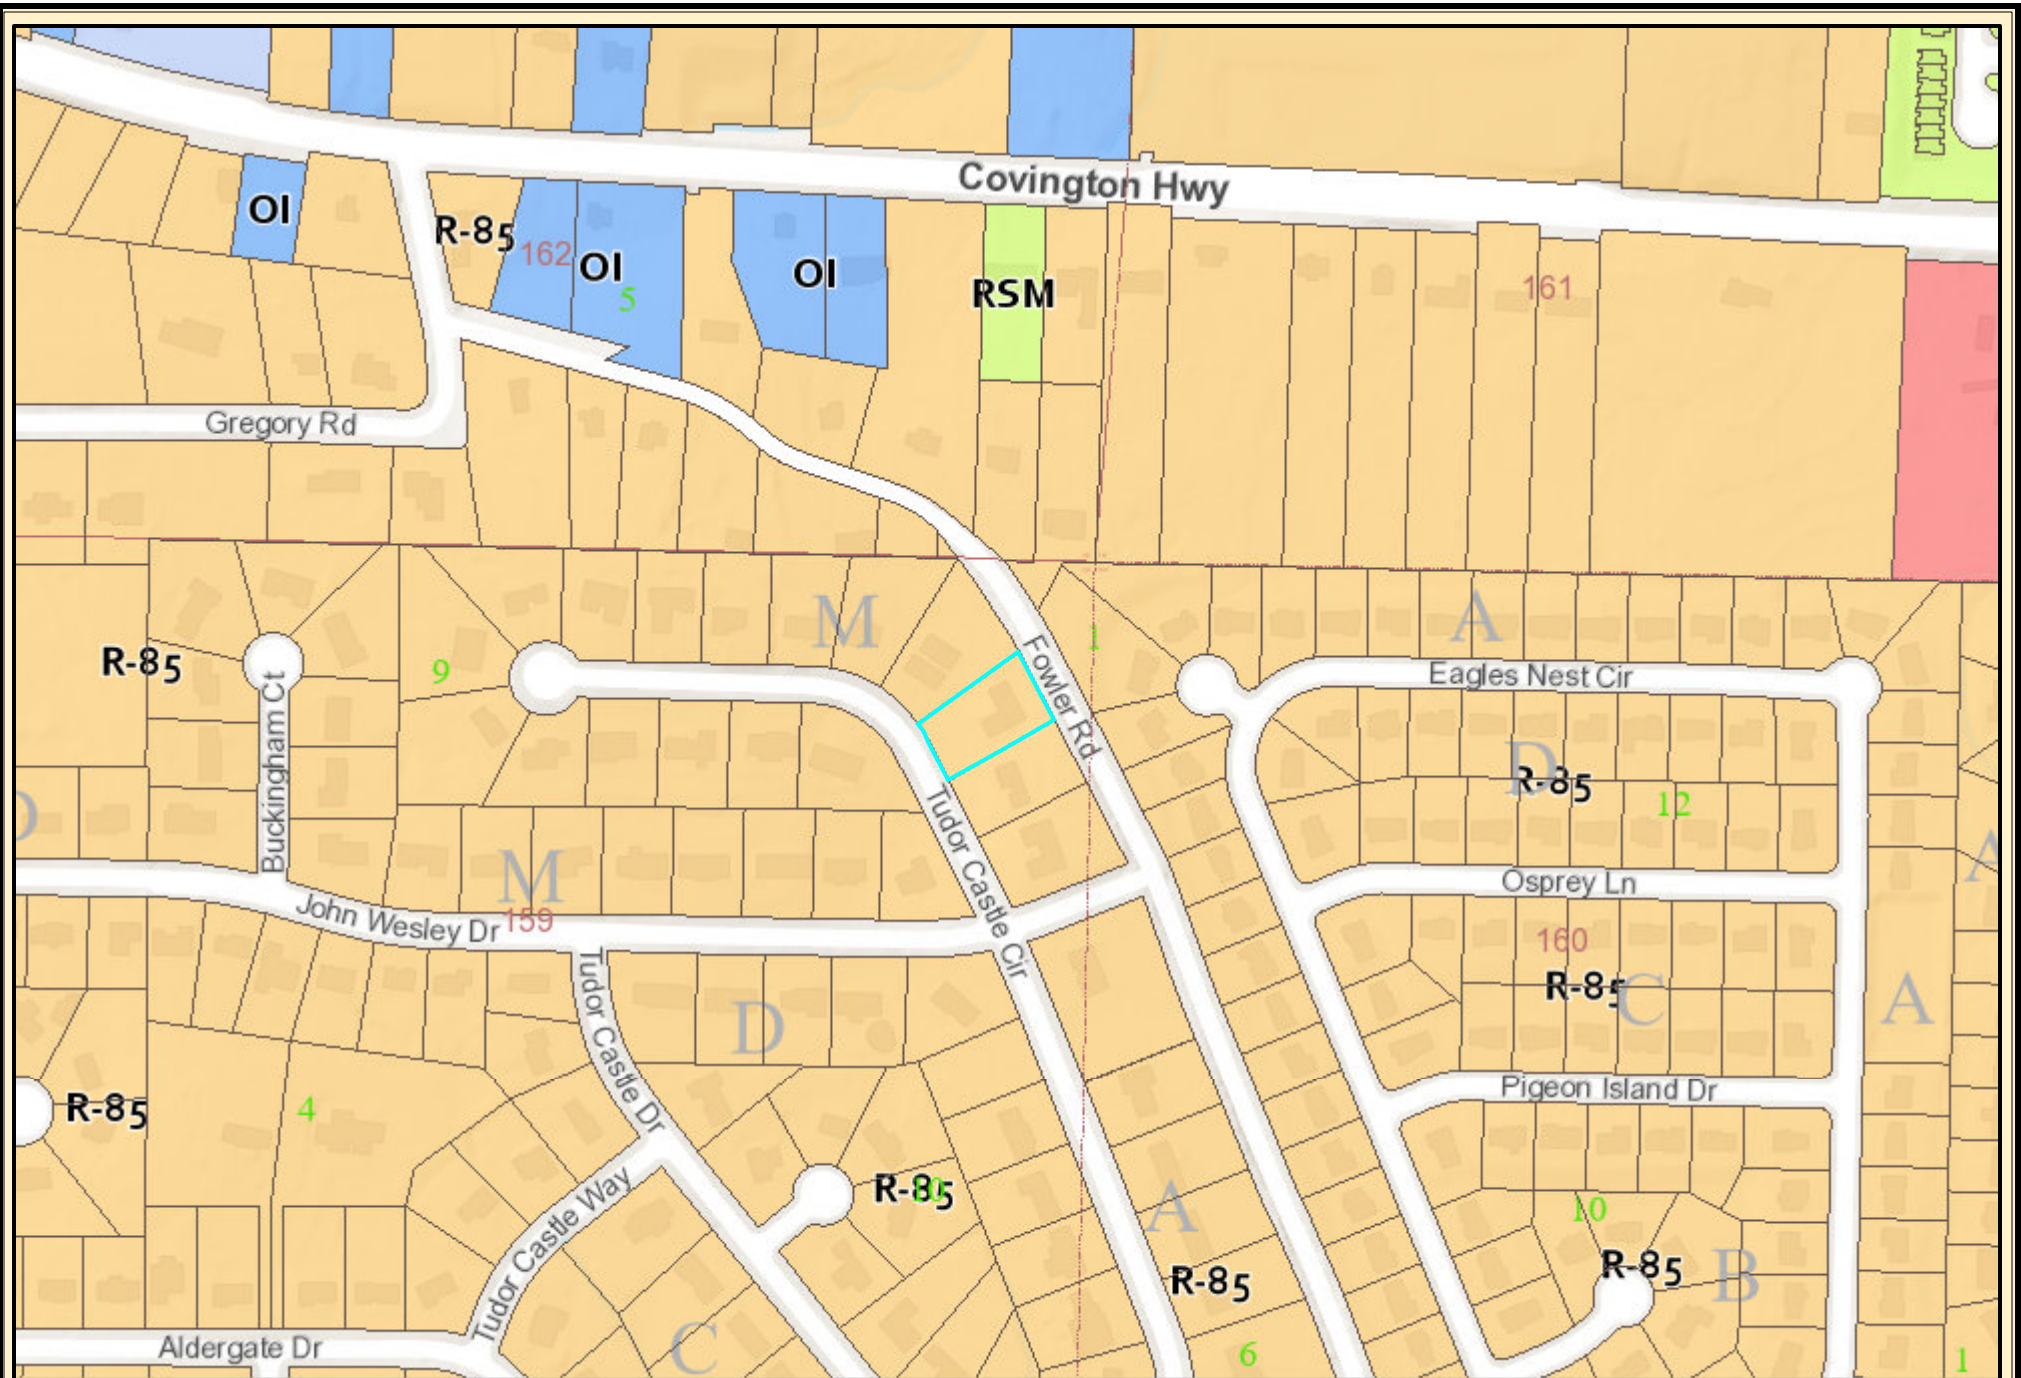 Covington Hwy
OI
R-85
162
OI
5
OI
RSM
161
Gregory Rd
M
A
R-85
9
1
Fowler Rd
Eagles Nest Cir
Buckingham Ct
D
R-85
12
Tudor Castle Cir
M
Osprey Ln
John Wesley Dr
159
160
R-85
C
A
Tudor Castle Dr
D
Pigeon Island Dr
R-85
4
R-85
10
A
10
Tudor Castle Way
R-85
R-85
B
Aldergate Dr
C
6
1